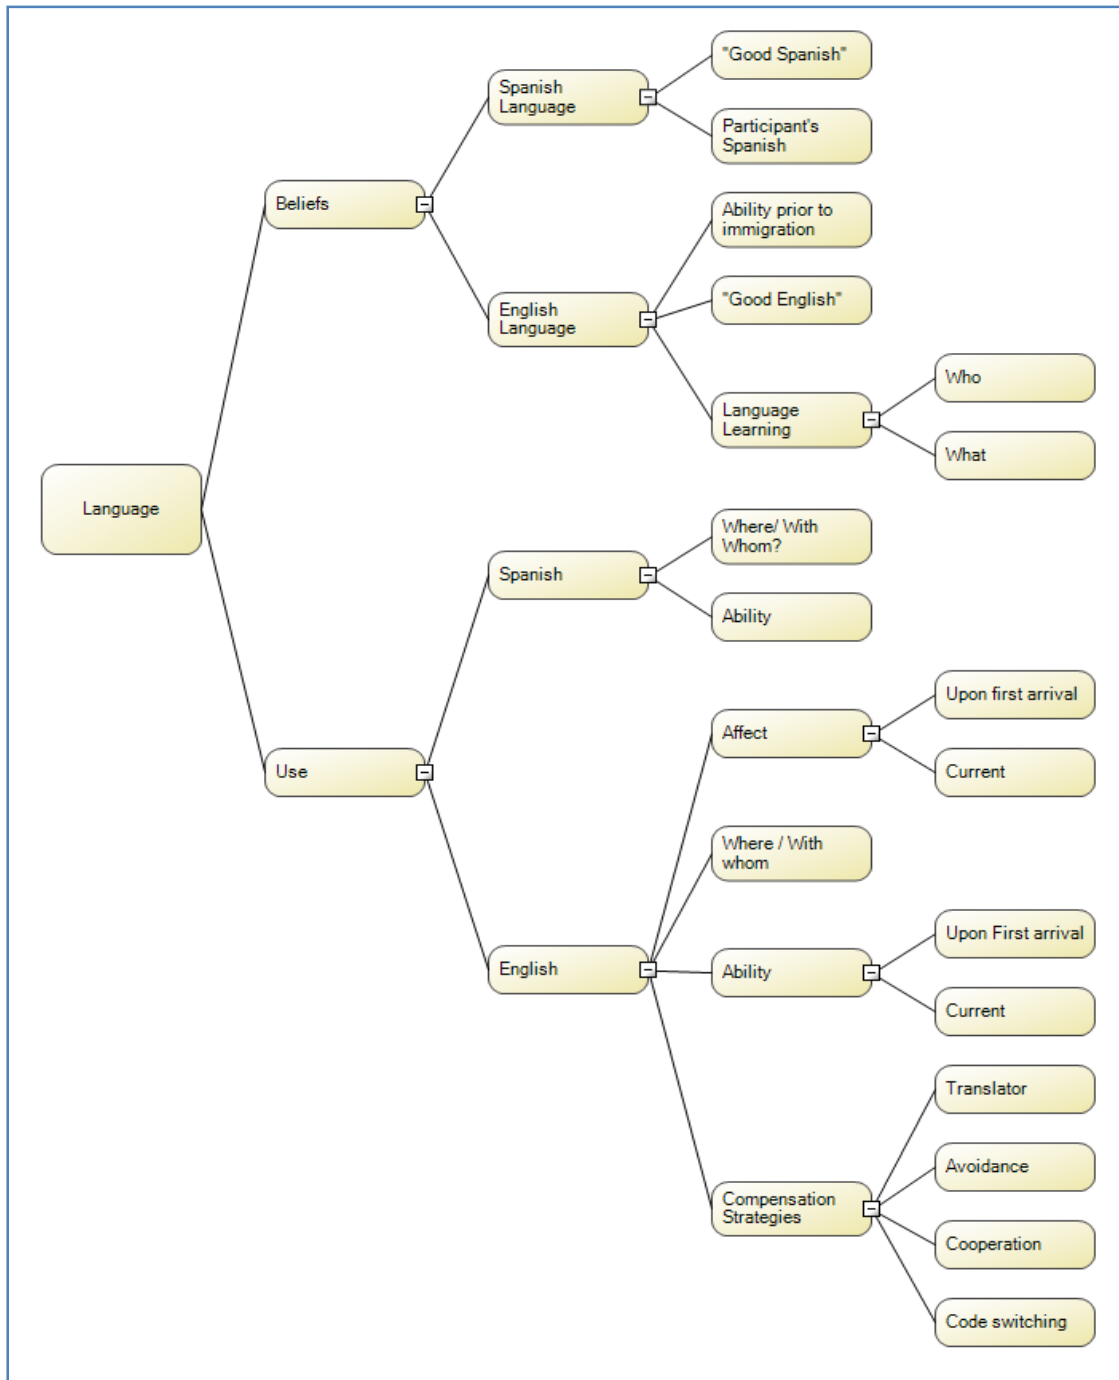 "Good Spanish"
Spanish
Language
Participant's
Spanish
Beliefs
Ability prior to
immigration
"Good English"
English
Language
Who
Language
Learning
What
Language
Where/ With
Whom?
Spanish
Ability
Upon first arrival
Affect
Use
Current
Where / With
whom
Upon First arrival
English
Ability
Current
Translator
Avoidance
Compensation
Strategies
Cooperation
Code switching